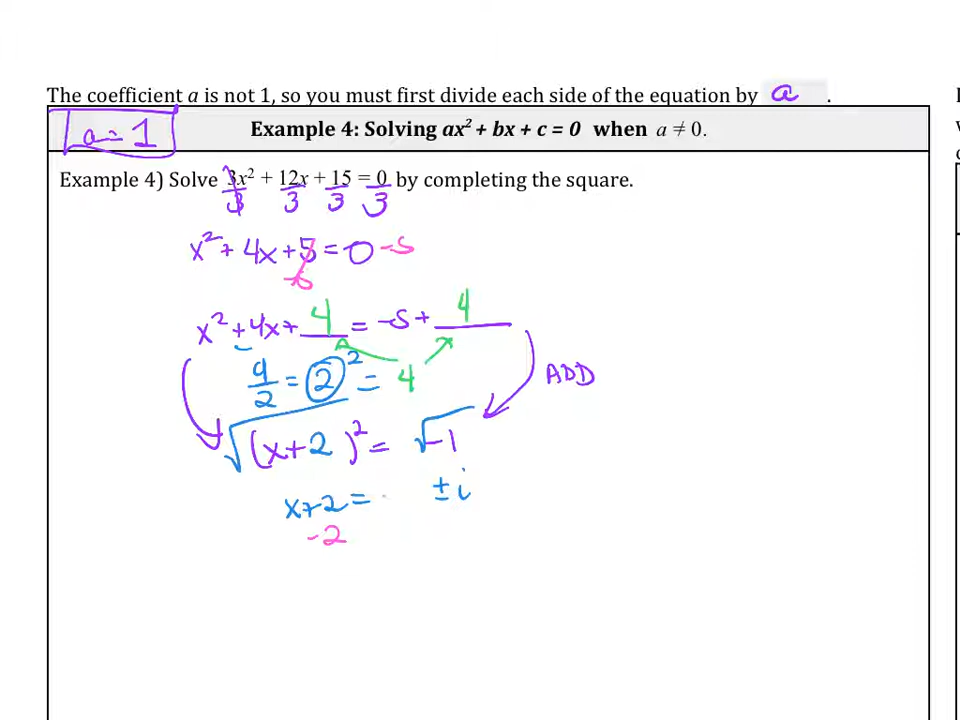 The coefficient a is not 1, so you must first divide each side of the equation by a .
a = 1
Example 4: Solving ax² + bx + c = 0 when a ≠ 0.
Example 4) Solve 3x² + 12x + 15 = 0 by completing the square.
3 3 3 3
x² + 4x + 5 = 0 -5
-5
x² + 4x + 4 = -5 + 4
4/2 = 2² = 4
ADD
√(x+2)² = √-1
x+2 = ± i
-2